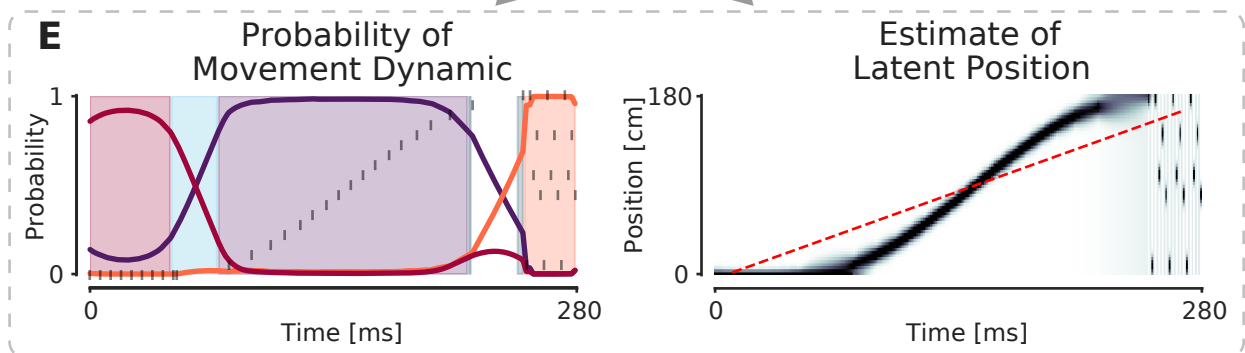 E
Probability of
Movement Dynamic
1
Probability
0
0
280
Time [ms]
Estimate of
Latent Position
180
Position [cm]
0
0
280
Time [ms]